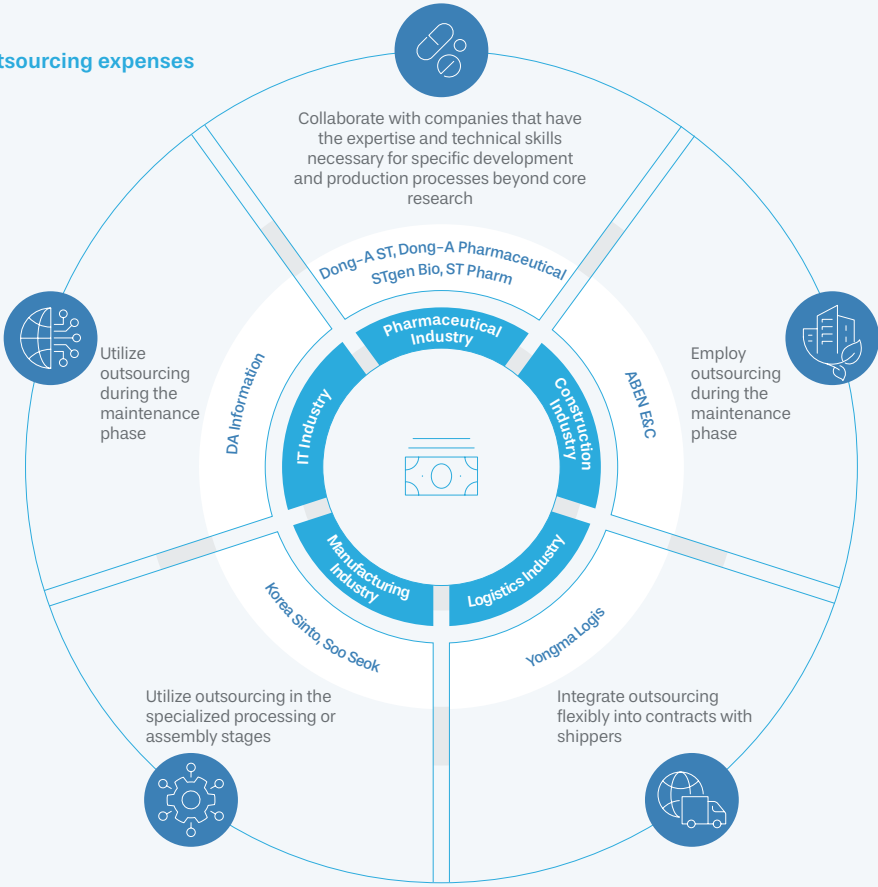 tsourcing expenses
Collaborate with companies that have
the expertise and technical skills
necessary for specific development
and production processes beyond core
research
Dong-A ST, Dong-A Pharmaceutical
STgen Bio, ST Pharm
Pharmaceutical
Industry
Utilize
outsourcing
during the
maintenance
phase
DA Information
IT Industry
Construction
Industry
ABEN E&C
Employ
outsourcing
during the
maintenance
phase
Manufacturing
Industry
Korea Sinto, Soo Seok
Logistics Industry
Yongma Logis
Utilize outsourcing in the
specialized processing or
assembly stages
Integrate outsourcing
flexibly into contracts with
shippers